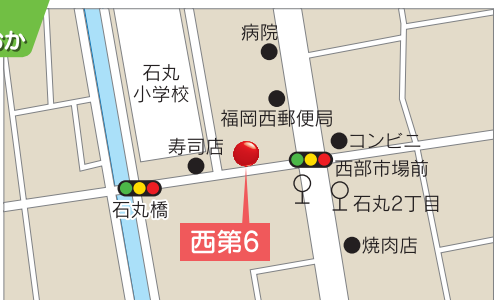 おか
病院
石丸
小学校
福岡西郵便局
寿司店
コンビニ
西部市場前
石丸橋
石丸2丁目
西第6
焼肉店